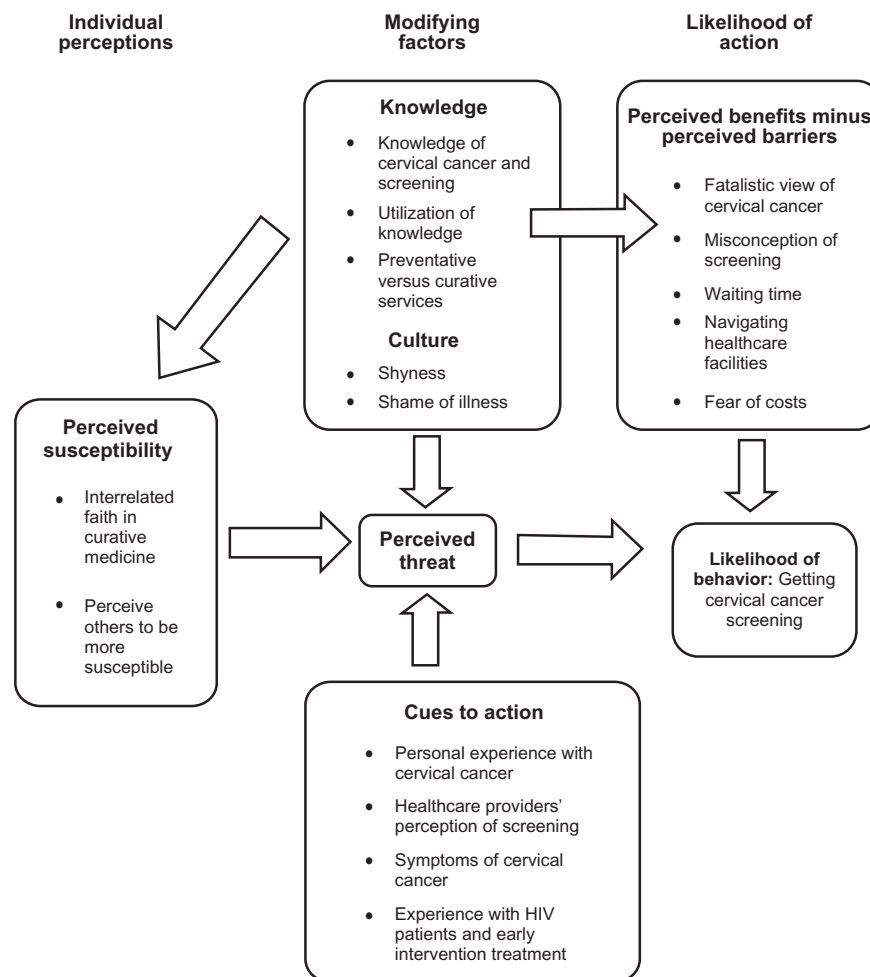 Individual
perceptions
Modifying
factors
Likelihood of
action
Knowledge
• Knowledge of
cervical cancer and
screening
• Utilization of
knowledge
• Preventative
versus curative
services
Culture
• Shyness
• Shame of illness
Perceived benefits minus
perceived barriers
• Fatalistic view of
cervical cancer
• Misconception of
screening
• Waiting time
• Navigating
healthcare
facilities
• Fear of costs
Perceived
susceptibility
• Interrelated
faith in
curative
medicine
• Perceive
others to be
more
susceptible
Perceived
threat
Likelihood of
behavior: Getting
cervical cancer
screening
Cues to action
• Personal experience with
cervical cancer
• Healthcare providers'
perception of screening
• Symptoms of cervical
cancer
• Experience with HIV
patients and early
intervention treatment